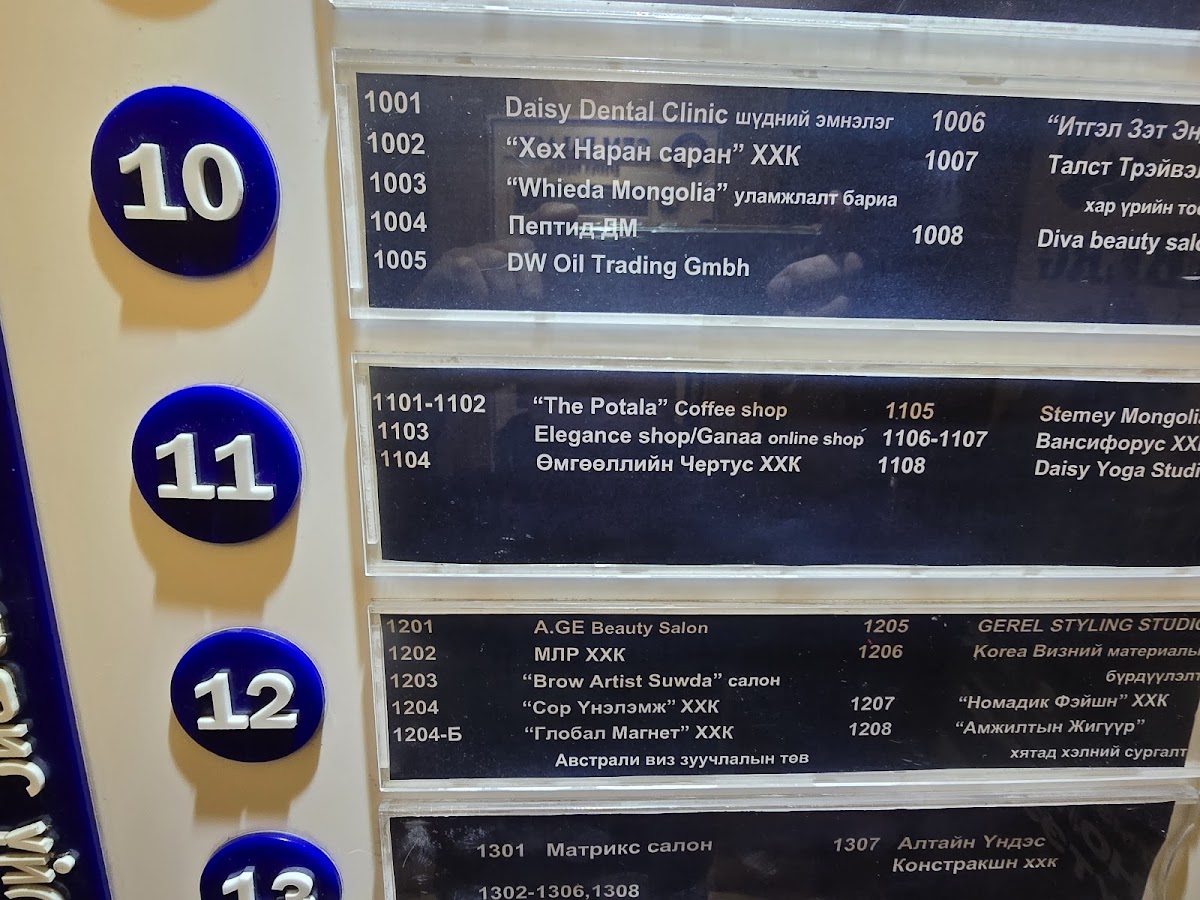 10
1001 Daisy Dental Clinic шүдний эмнэлэг 1006 “Итгэл Зэт
1002 “Хөх Наран саран” ХХК 1007 Талст
1003 “Whieda Mongolia” уламжлалт бариа хар үрийн
1004 Пептид ДМ 1008 Diva beauty
1005 DW Oil Trading Gmbh
11
1101-1102 “The Potala” Coffee shop 1105 Stemey
1103 Elegance shop/Ganaa online shop 1106-1107 Вансифорус
1104 Өмгөөллийн Чертус ХХК 1108 Daisy Yoga
12
1201 A.GE Beauty Salon 1205 GEREL STYLING STUDIO
1202 МЛР ХХК 1206 Korea Визний
1203 “Brow Artist Suwda” салон
1204 “Сор Үнэлэмж” ХХК 1207 “Номадик Фэйшн” ХХК
1204-Б “Глобал Магнет” ХХК 1208 “Амжилтын Жигүүр”
Австрали виз зуучлалын төв хятад хэлний сургалт
13
1301 Матрикс салон 1307 Алтайн Үндэс
Констракшн ххк
1302-1306,1308